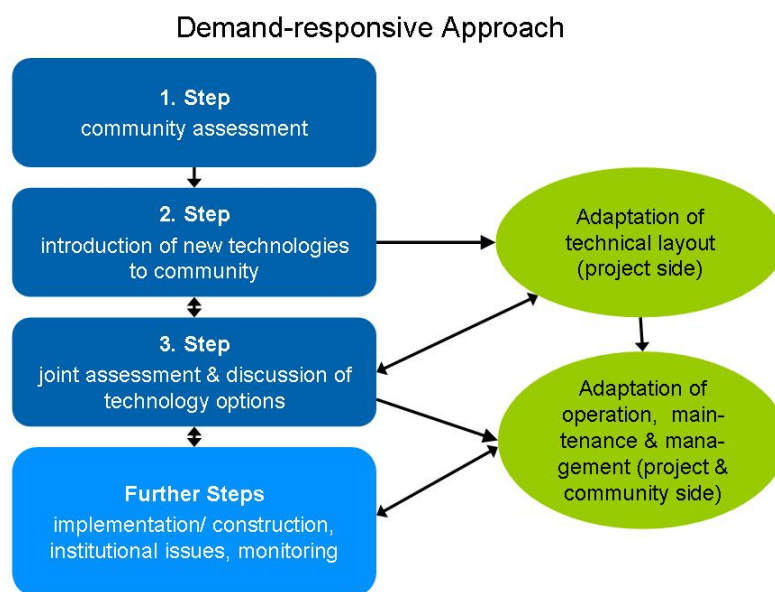 Demand-responsive Approach
1. Step
community assessment
2. Step
introduction of new technologies
to community
3. Step
joint assessment & discussion of
technology options
Further Steps
implementation/ construction,
institutional issues, monitoring
Adaptation of
technical layout
(project side)
Adaptation of
operation, main-
tenance & mana-
gement (project &
community side)